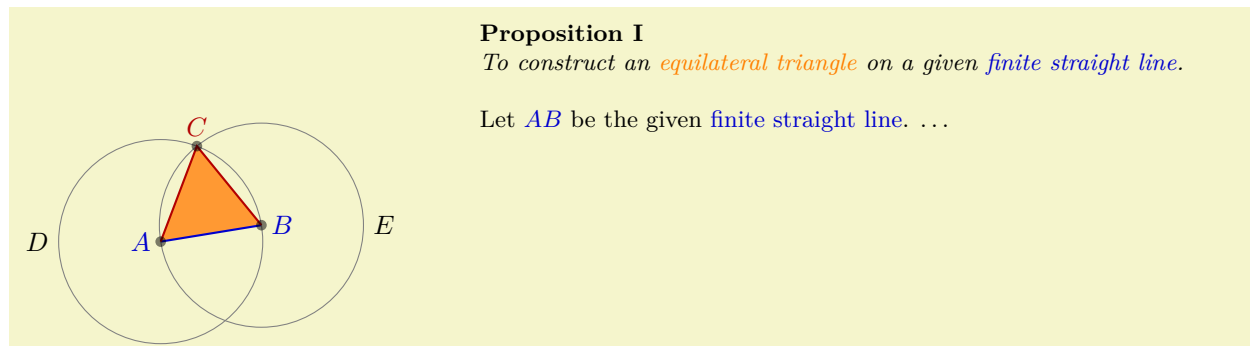 Proposition I
To construct an equilateral triangle on a given finite straight line.
Let AB be the given finite straight line. ...
C
D
A
B
E